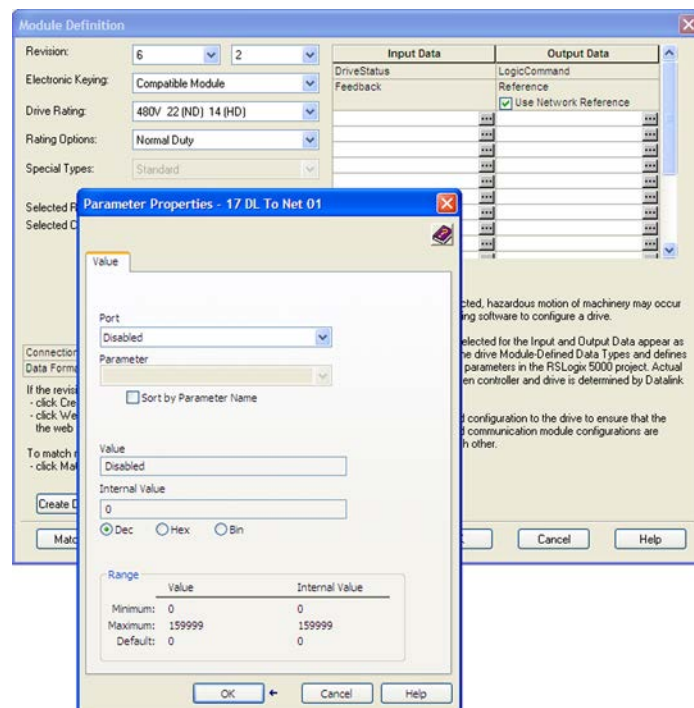 Module Definition
Revision: 6 2
Electronic Keying: Compatible Module
Drive Rating: 480V 22 (ND) 14 (HD)
Rating Options: Normal Duty
Special Types: Standard
Selected R
Selected C
Input Data Output Data
DriveStatus LogicCommand
Feedback Reference
Use Network Reference
cted, hazardous motion of machinery may occur
ing software to configure a drive.
elected for the Input and Output Data appear as
he drive Module-Defined Data Types and defines
parameters in the RSLogix 5000 project. Actual
en controller and drive is determined by Datalink
d configuration to the drive to ensure that the
d communication module configurations are
h other.
Connection
Data Forma
If the revisi
- click Cre
- click We
the web
To match r
- click Mat
Create D
Matc
Cancel Help
Parameter Properties - 17 DL To Net 01
Value
Port
Disabled
Parameter
Sort by Parameter Name
Value
Disabled
Internal Value
0
Dec Hex Bin
Range
Value Internal Value
Minimum: 0 0
Maximum: 159999 159999
Default: 0 0
OK Cancel Help